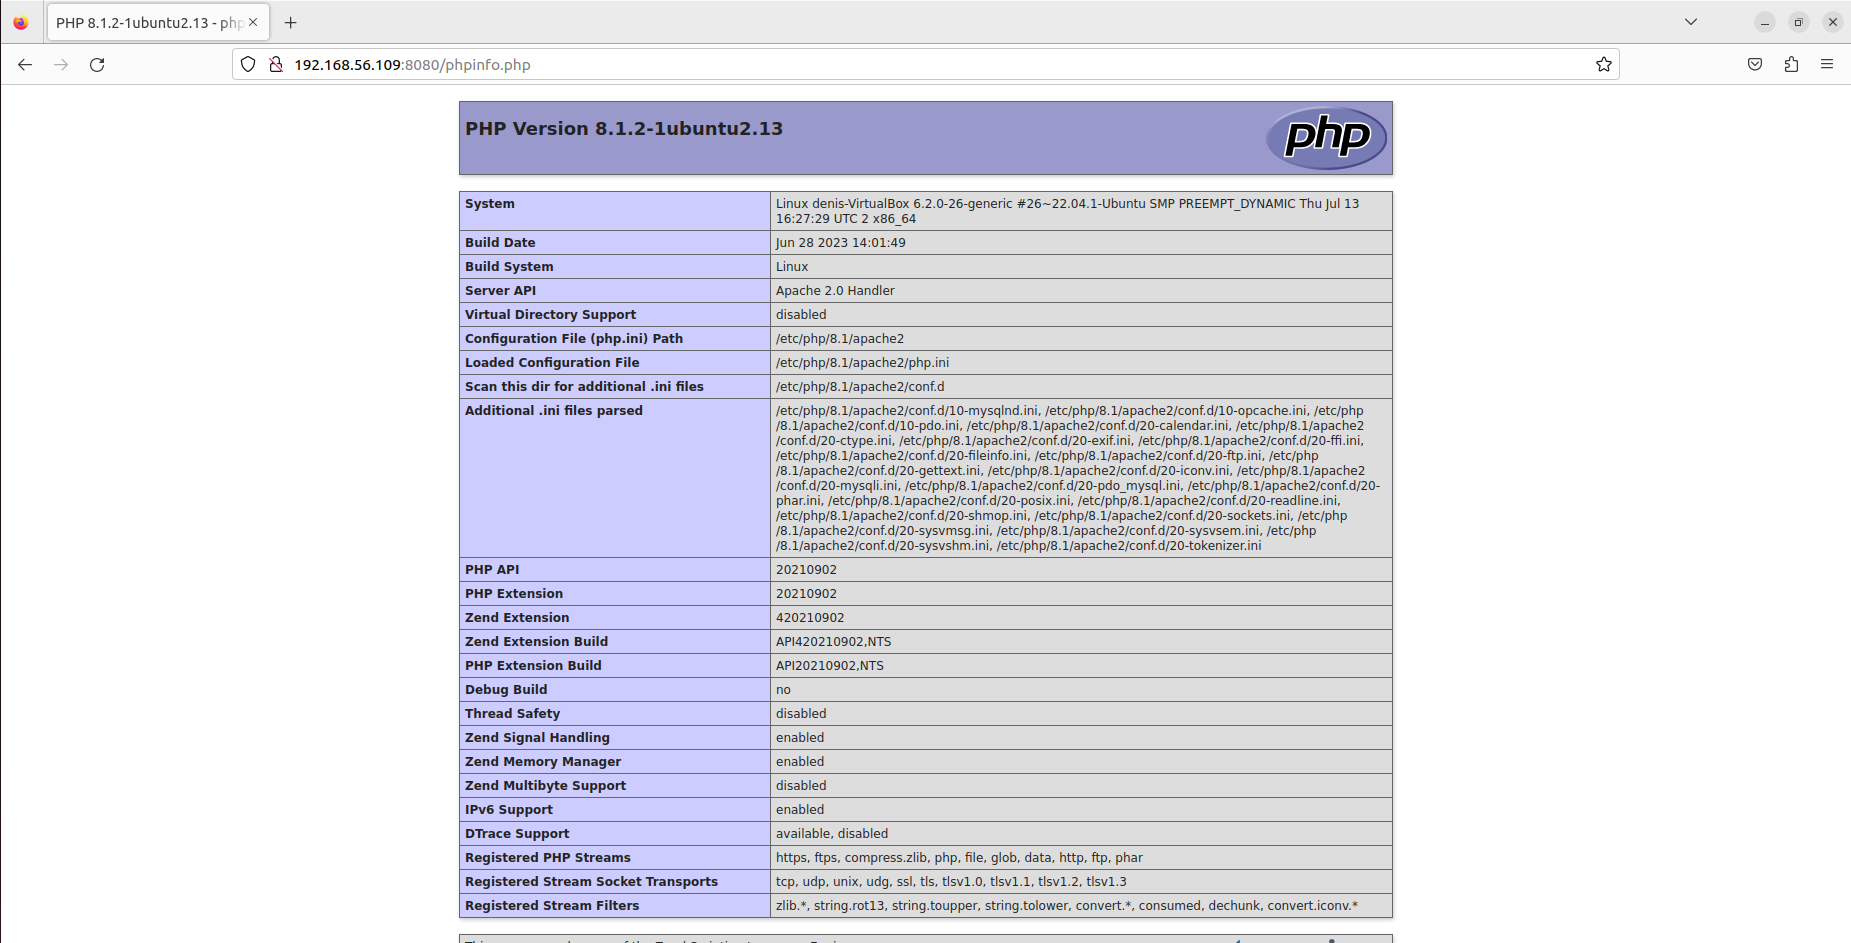 PHP 8.1.2-1ubuntu2.13 - php
192.168.56.109:8080/phpinfo.php
PHP Version 8.1.2-1ubuntu2.13
php
System
Linux denis-VirtualBox 6.2.0-26-generic #26~22.04.1-Ubuntu SMP PREEMPT_DYNAMIC Thu Jul 13
16:27:29 UTC 2 x86_64
Build Date
Jun 28 2023 14:01:49
Build System
Linux
Server API
Apache 2.0 Handler
Virtual Directory Support
disabled
Configuration File (php.ini) Path
/etc/php/8.1/apache2
Loaded Configuration File
/etc/php/8.1/apache2/php.ini
Scan this dir for additional .ini files
/etc/php/8.1/apache2/conf.d
Additional .ini files parsed
/etc/php/8.1/apache2/conf.d/10-mysqlnd.ini, /etc/php/8.1/apache2/conf.d/10-opcache.ini, /etc/php
/8.1/apache2/conf.d/10-pdo.ini, /etc/php/8.1/apache2/conf.d/20-calendar.ini, /etc/php/8.1/apache2
/conf.d/20-ctype.ini, /etc/php/8.1/apache2/conf.d/20-exif.ini, /etc/php/8.1/apache2/conf.d/20-ffi.ini,
/etc/php/8.1/apache2/conf.d/20-fileinfo.ini, /etc/php/8.1/apache2/conf.d/20-ftp.ini, /etc/php
/8.1/apache2/conf.d/20-gettext.ini, /etc/php/8.1/apache2/conf.d/20-iconv.ini, /etc/php/8.1/apache2
/conf.d/20-mysqli.ini, /etc/php/8.1/apache2/conf.d/20-pdo_mysql.ini, /etc/php/8.1/apache2/conf.d/20-
phar.ini, /etc/php/8.1/apache2/conf.d/20-posix.ini, /etc/php/8.1/apache2/conf.d/20-readline.ini,
/etc/php/8.1/apache2/conf.d/20-shmop.ini, /etc/php/8.1/apache2/conf.d/20-sockets.ini, /etc/php
/8.1/apache2/conf.d/20-sysvmsg.ini, /etc/php/8.1/apache2/conf.d/20-sysvsem.ini, /etc/php
/8.1/apache2/conf.d/20-sysvshm.ini, /etc/php/8.1/apache2/conf.d/20-tokenizer.ini
PHP API
20210902
PHP Extension
20210902
Zend Extension
420210902
Zend Extension Build
API420210902,NTS
PHP Extension Build
API20210902,NTS
Debug Build
no
Thread Safety
disabled
Zend Signal Handling
enabled
Zend Memory Manager
enabled
Zend Multibyte Support
disabled
IPv6 Support
enabled
DTrace Support
available, disabled
Registered PHP Streams
https, ftps, compress.zlib, php, file, glob, data, http, ftp, phar
Registered Stream Socket Transports
tcp, udp, unix, udg, ssl, tls, tlsv1.0, tlsv1.1, tlsv1.2, tlsv1.3
Registered Stream Filters
zlib.*, string.rot13, string.toupper, string.tolower, convert.*, consumed, dechunk, convert.iconv.*